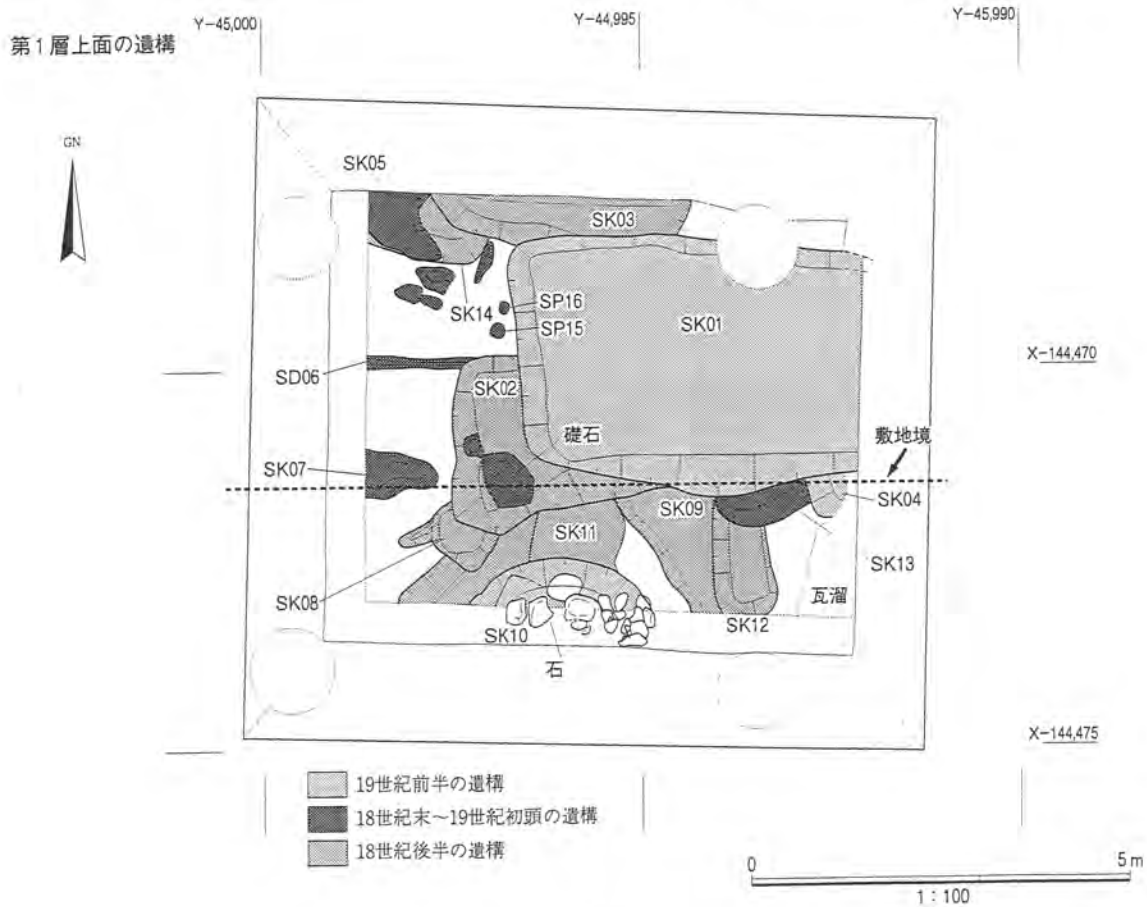 第1層上面の遺構
Y-45,000
Y-44,995
Y-45,990
GN
SK05
SK03
SK14
SP16
SP15
SK01
X-144,470
SD06
SK02
礎石
敷地境
SK07
SK04
SK09
SK11
SK13
SK08
瓦溜
SK10
SK12
石
X-144,475
19世紀前半の遺構
18世紀末～19世紀初頭の遺構
18世紀後半の遺構
0
5m
1：100